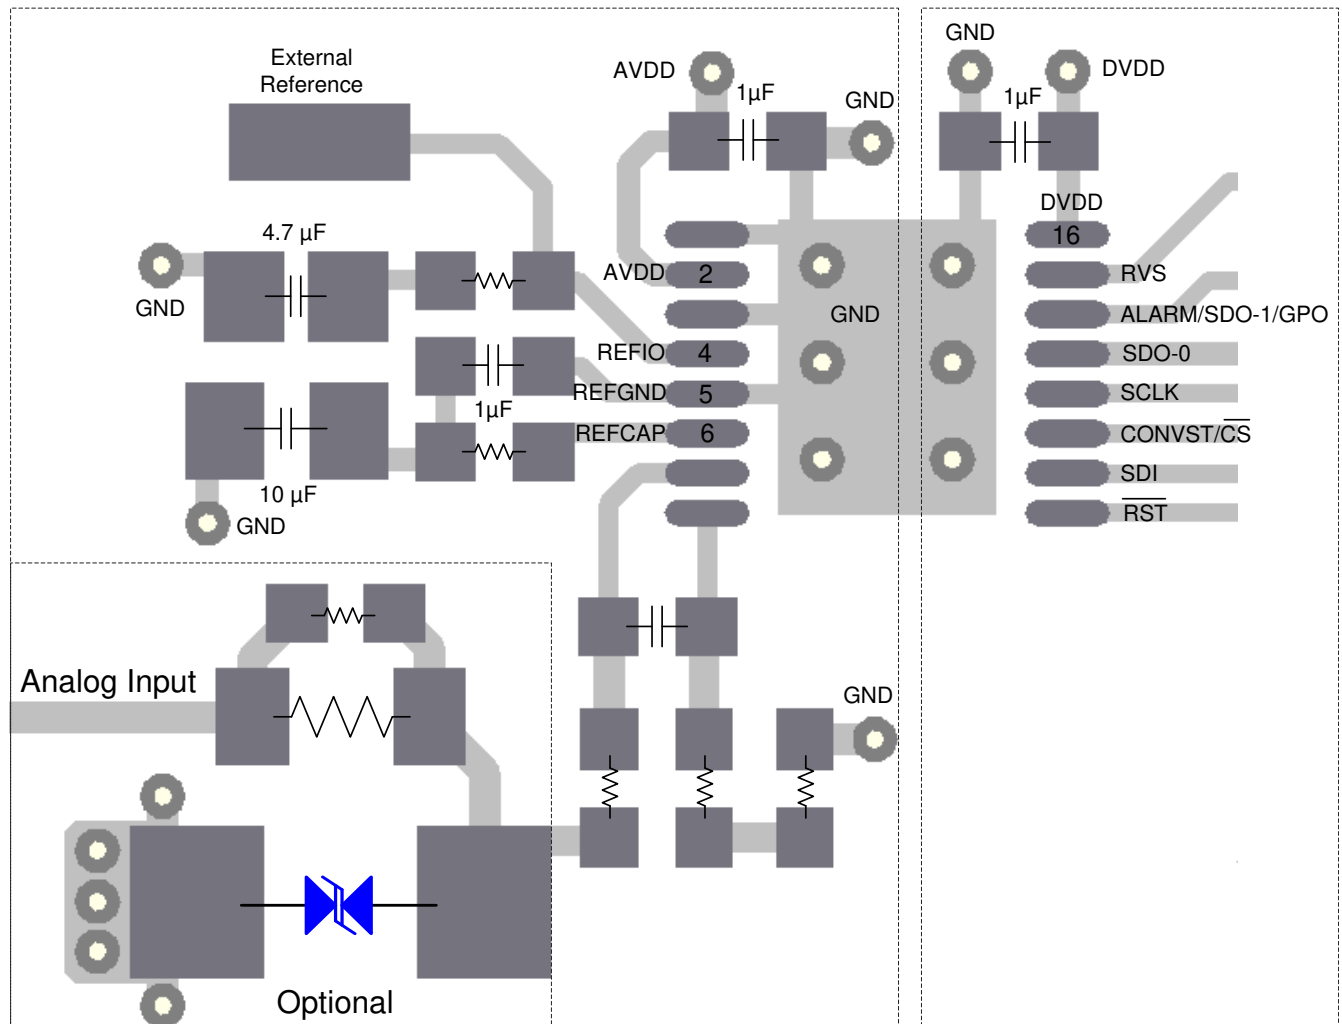 External
Reference
AVDD
1µF
GND
GND
1µF
DVDD
4.7 µF
GND
DVDD
16
AVDD
2
RVS
GND
ALARM/SDO-1/GPO
REFIO
4
SDO-0
REFGND
5
SCLK
1µF
REFCAP
6
CONVST/CS
SDI
10 µF
GND
RST
Analog Input
GND
Optional